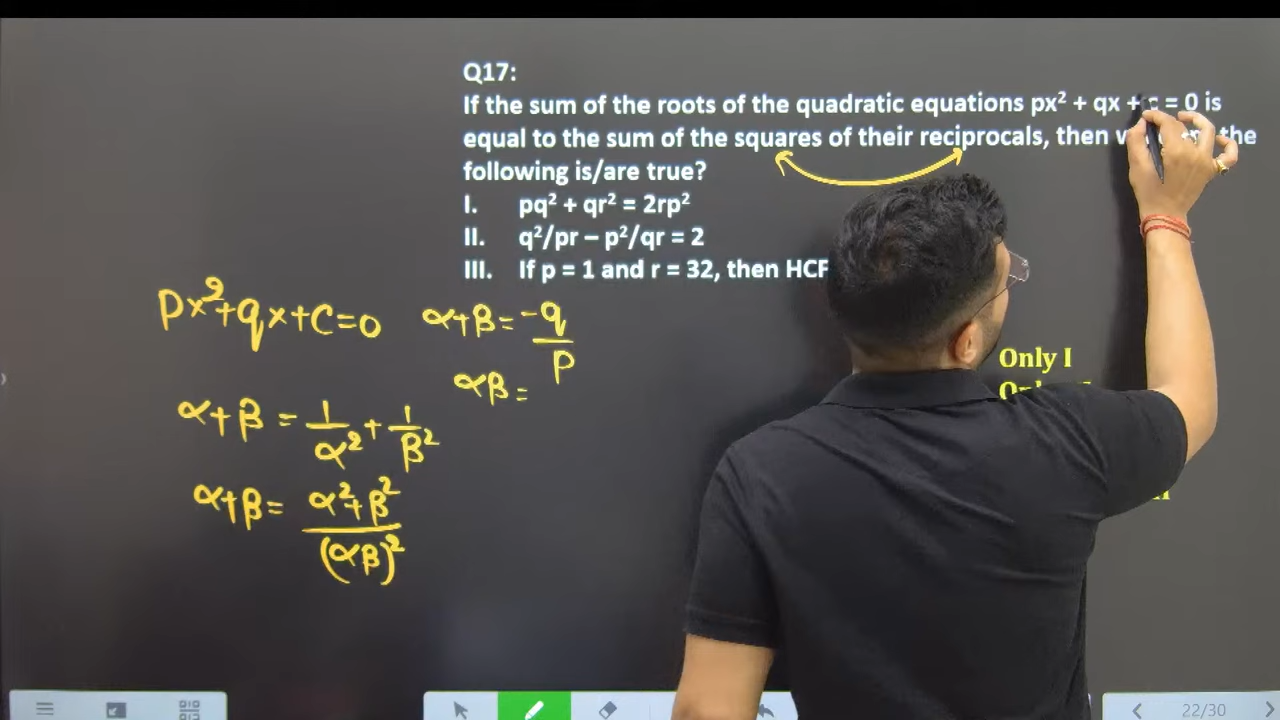 Q17:
If the sum of the roots of the quadratic equations px² + qx + c = 0 is
equal to the sum of the squares of their reciprocals, then the
following is/are true?
I. pq² + qr² = 2rp²
II. q²/pr – p²/qr = 2
III. If p = 1 and r = 32, then HCF
px²+qx+c=0
α+β = -q/p
αβ =
α+β = 1/α² + 1/β²
α+β = α²+β²/(αβ)²
Only I
22/30